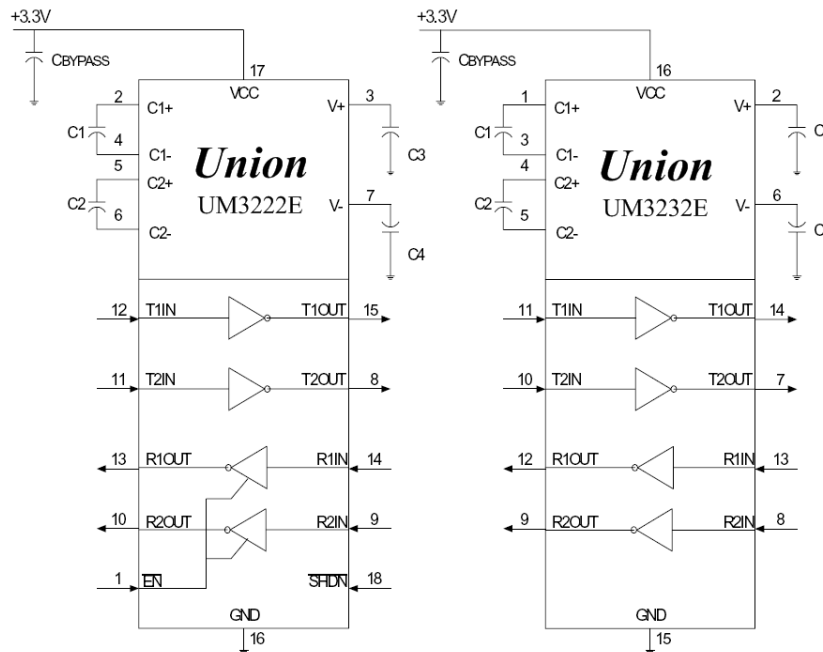 +3.3V
CBYPASS
17
VCC
2
C1+
C1
4
C1-
5
C2+
C2
6
C2-
V+
3
C3
V-
7
C4
Union
UM3222E
12
T1IN
T1OUT
15
11
T2IN
T2OUT
8
13
R1OUT
R1IN
14
10
R2OUT
R2IN
9
1
EN
SHDN
18
GND
16
+3.3V
CBYPASS
16
VCC
1
C1+
C1
3
C1-
4
C2+
C2
5
C2-
V+
2
C
V-
6
C
Union
UM3232E
11
T1IN
T1OUT
14
10
T2IN
T2OUT
7
12
R1OUT
R1IN
13
9
R2OUT
R2IN
8
GND
15